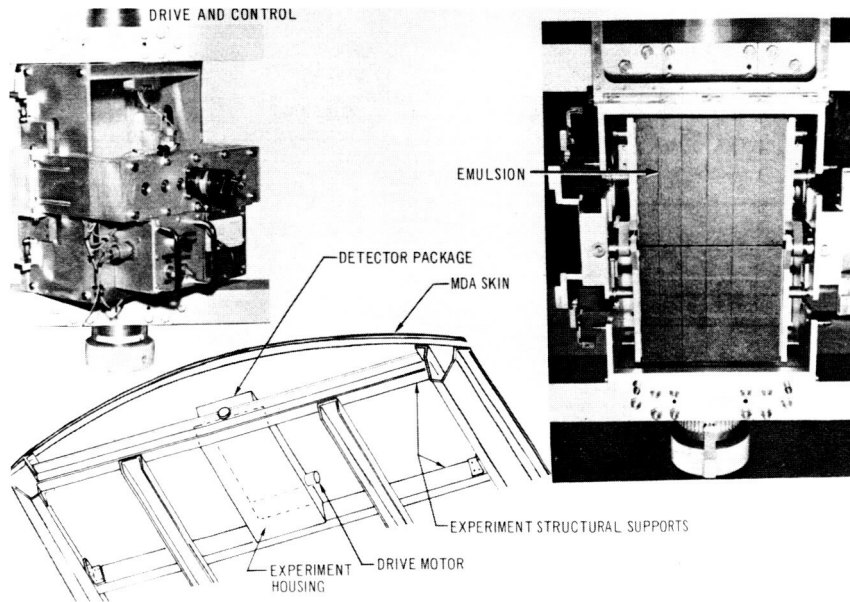 DRIVE AND CONTROL
EMULSION
DETECTOR PACKAGE
MDA SKIN
EXPERIMENT STRUCTURAL SUPPORTS
DRIVE MOTOR
EXPERIMENT
HOUSING